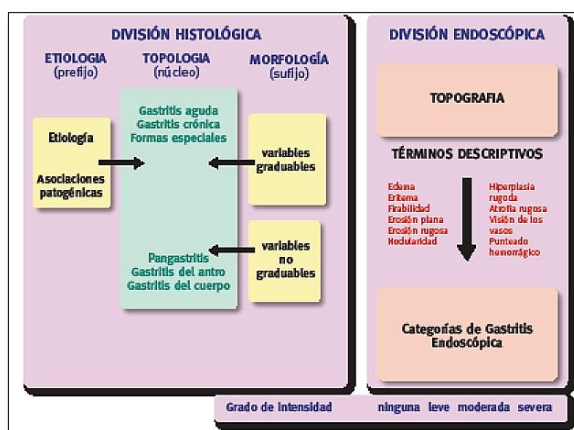 DIVISIÓN HISTOLÓGICA
ETIOLOGIA
(prefijo)
TOPOLOGIA
(núcleo)
MORFOLOGÍA
(sufijo)
Etiología
Asociaciones
patogénicas
Gastritis aguda
Gastritis crónica
Formas especiales
Pangastritis
Gastritis del antro
Gastritis del cuerpo
variables
graduables
variables
no
graduables
DIVISIÓN ENDOSCÓPICA
TOPOGRAFIA
TÉRMINOS DESCRIPTIVOS
Edema
Eritema
Firabilidad
Erosión plana
Erosión rugosa
Nodularidad
Hiperplasia
rugoda
Atrofia rugosa
Visión de los
vasos
Punteado
hemorrágico
Categorías de Gastritis
Endoscópica
Grado de intensidad ninguna leve moderada severa